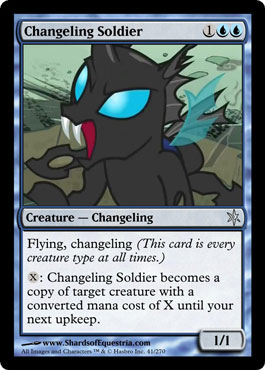 Changeling Soldier 1
Creature — Changeling
Flying, changeling (This card is every
creature type at all times.)
X: Changeling Soldier becomes a
copy of target creature with a
converted mana cost of X until your
next upkeep.
www.ShardsofEquestria.com
All Images and Characters ™ & © Hasbro Inc. 41/270
1/1